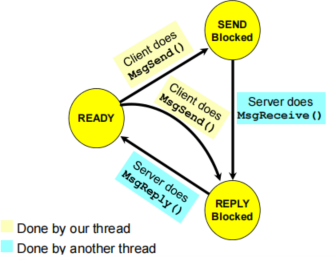 SEND
Blocked
Client does
MsgSend()
Client does
MsgSend()
Server does
MsgReceive()
READY
Server does
MsgReply()
REPLY
Blocked
Done by our thread
Done by another thread